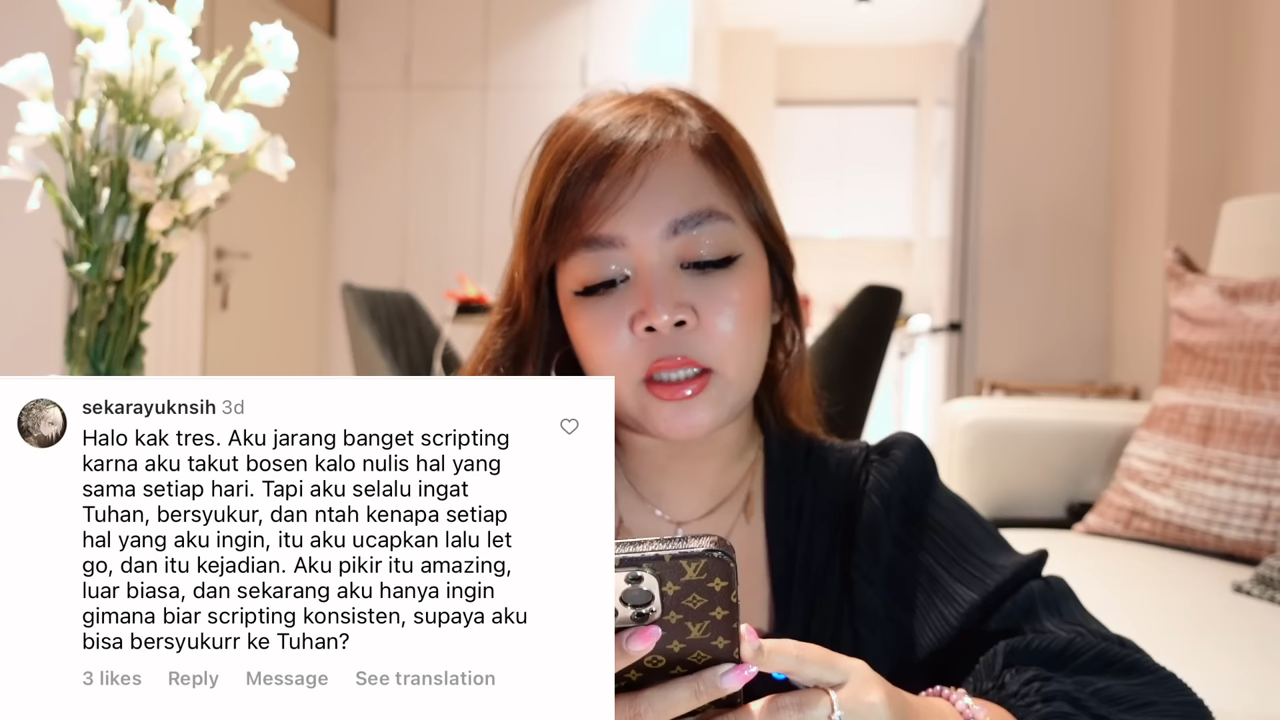 sekarayuknsih 3d
Halo kak tres. Aku jarang banget scripting
karna aku takut bosen kalo nulis hal yang
sama setiap hari. Tapi aku selalu ingat
Tuhan, bersyukur, dan ntah kenapa setiap
hal yang aku ingin, itu aku ucapkan lalu let
go, dan itu kejadian. Aku pikir itu amazing,
luar biasa, dan sekarang aku hanya ingin
gimana biar scripting konsisten, supaya aku
bisa bersyukurr ke Tuhan?
3 likes Reply Message See translation